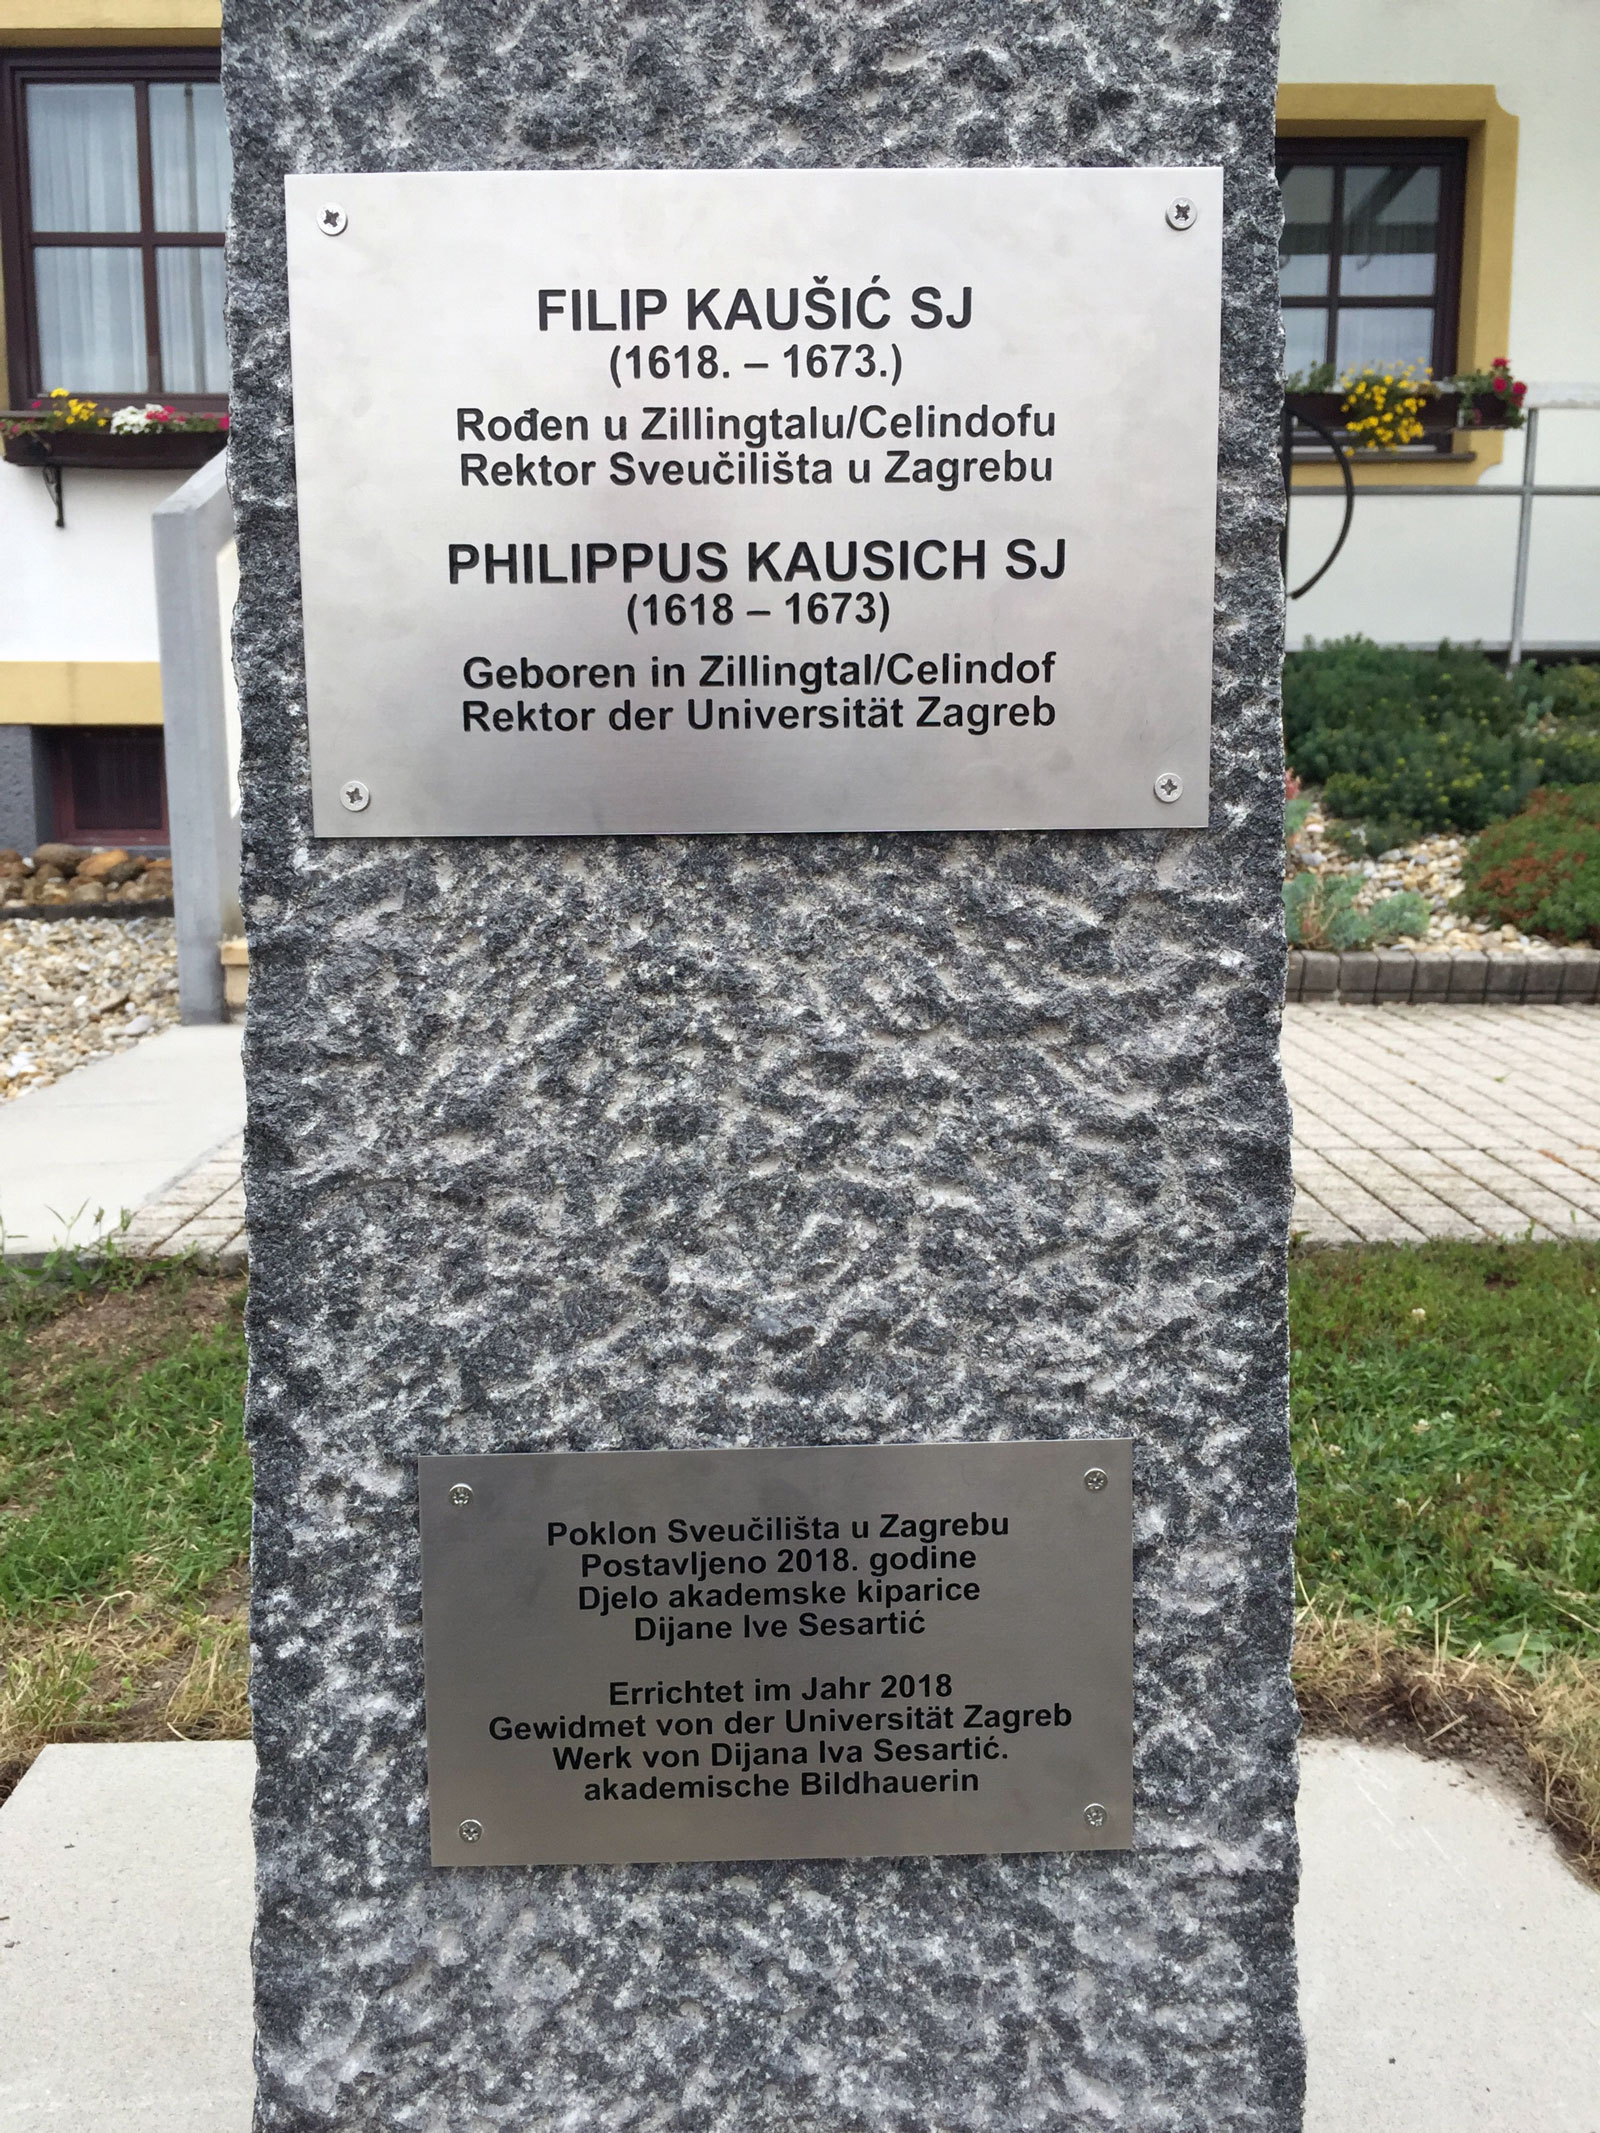 FILIP KAUŠIĆ SJ
(1618. – 1673.)
Rođen u Zillingtalu/Celindofu
Rektor Sveučilišta u Zagrebu
PHILIPPUS KAUSICH SJ
(1618 – 1673)
Geboren in Zillingtal/Celindof
Rektor der Universität Zagreb
Poklon Sveučilišta u Zagrebu
Postavljeno 2018. godine
Djelo akademske kiparice
Dijane Ive Sesartić
Errichtet im Jahr 2018
Gewidmet von der Universität Zagreb
Werk von Dijana Iva Sesartić.
akademische Bildhauerin